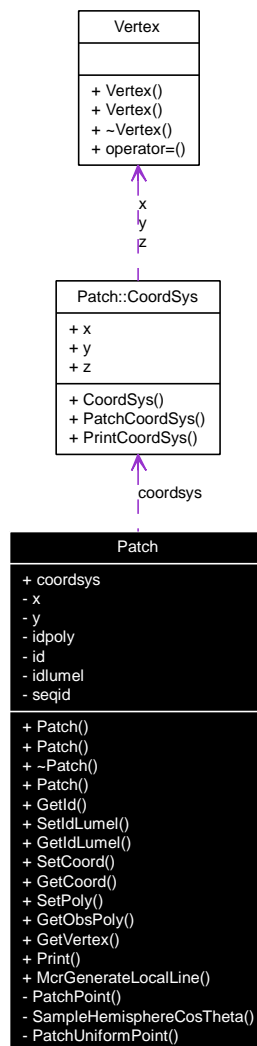 Vertex
+ Vertex()
+ Vertex()
+ ~Vertex()
+ operator=()
x
y
z
Patch::CoordSys
+ x
+ y
+ z
+ CoordSys()
+ PatchCoordSys()
+ PrintCoordSys()
coordsys
Patch
+ coordsys
- x
- y
- idpoly
- id
- idlumel
- seqid
+ Patch()
+ Patch()
+ ~Patch()
+ Patch()
+ GetId()
+ SetIdLumel()
+ GetIdLumel()
+ SetCoord()
+ GetCoord()
+ SetPoly()
+ GetObsPoly()
+ GetVertex()
+ Print()
+ McrGenerateLocalLine()
- PatchPoint()
- SampleHemisphereCosTheta()
- PatchUniformPoint()